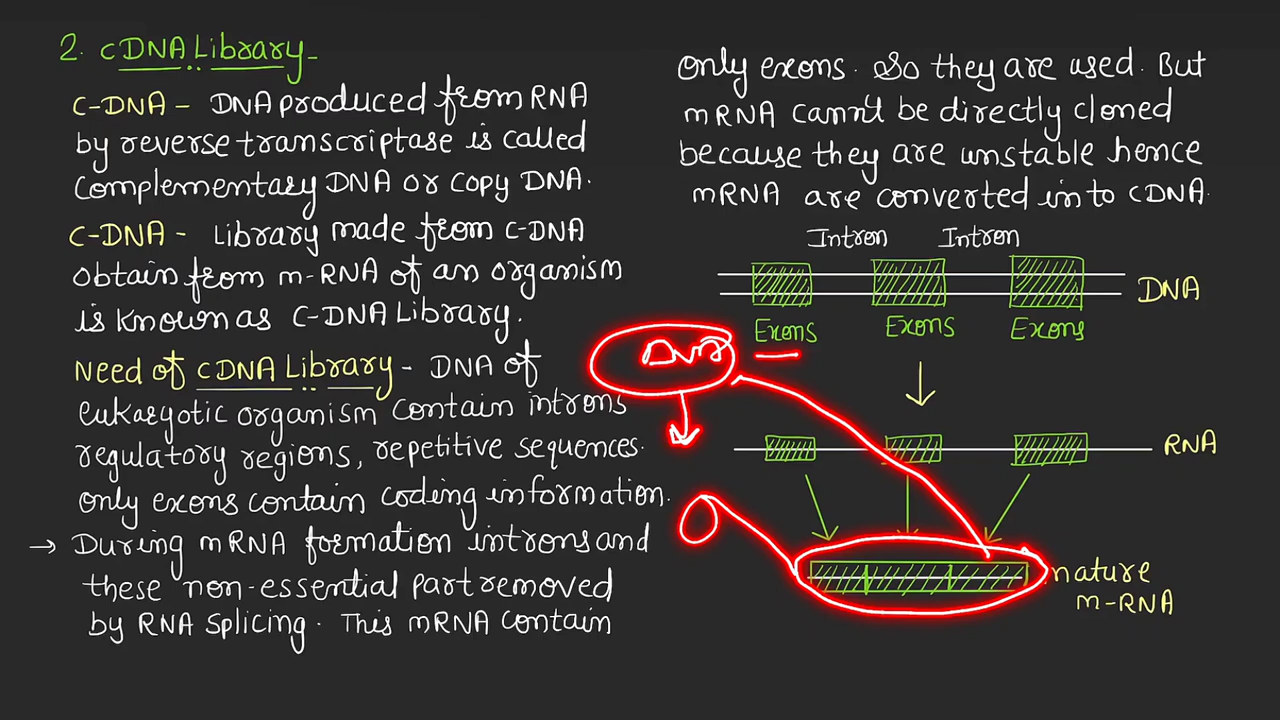 2. cDNA Library-
C-DNA - DNA produced from RNA
by reverse transcriptase is called
Complementary DNA or copy DNA.
C-DNA - Library made from C-DNA
obtain from m-RNA of an organism
is known as C-DNA Library.
Need of cDNA Library - DNA of
eukaryotic organism contain introns
regulatory regions, repetitive sequences.
only exons contain coding information.
→ During mRNA formation introns and
these non-essential part removed
by RNA splicing. This mRNA contain
only exons. So they are used. But
mRNA cann't be directly cloned
because they are unstable hence
mRNA are converted in to cDNA.
Intron Intron
DNA
Exons Exons Exons
RNA
nature
m-RNA